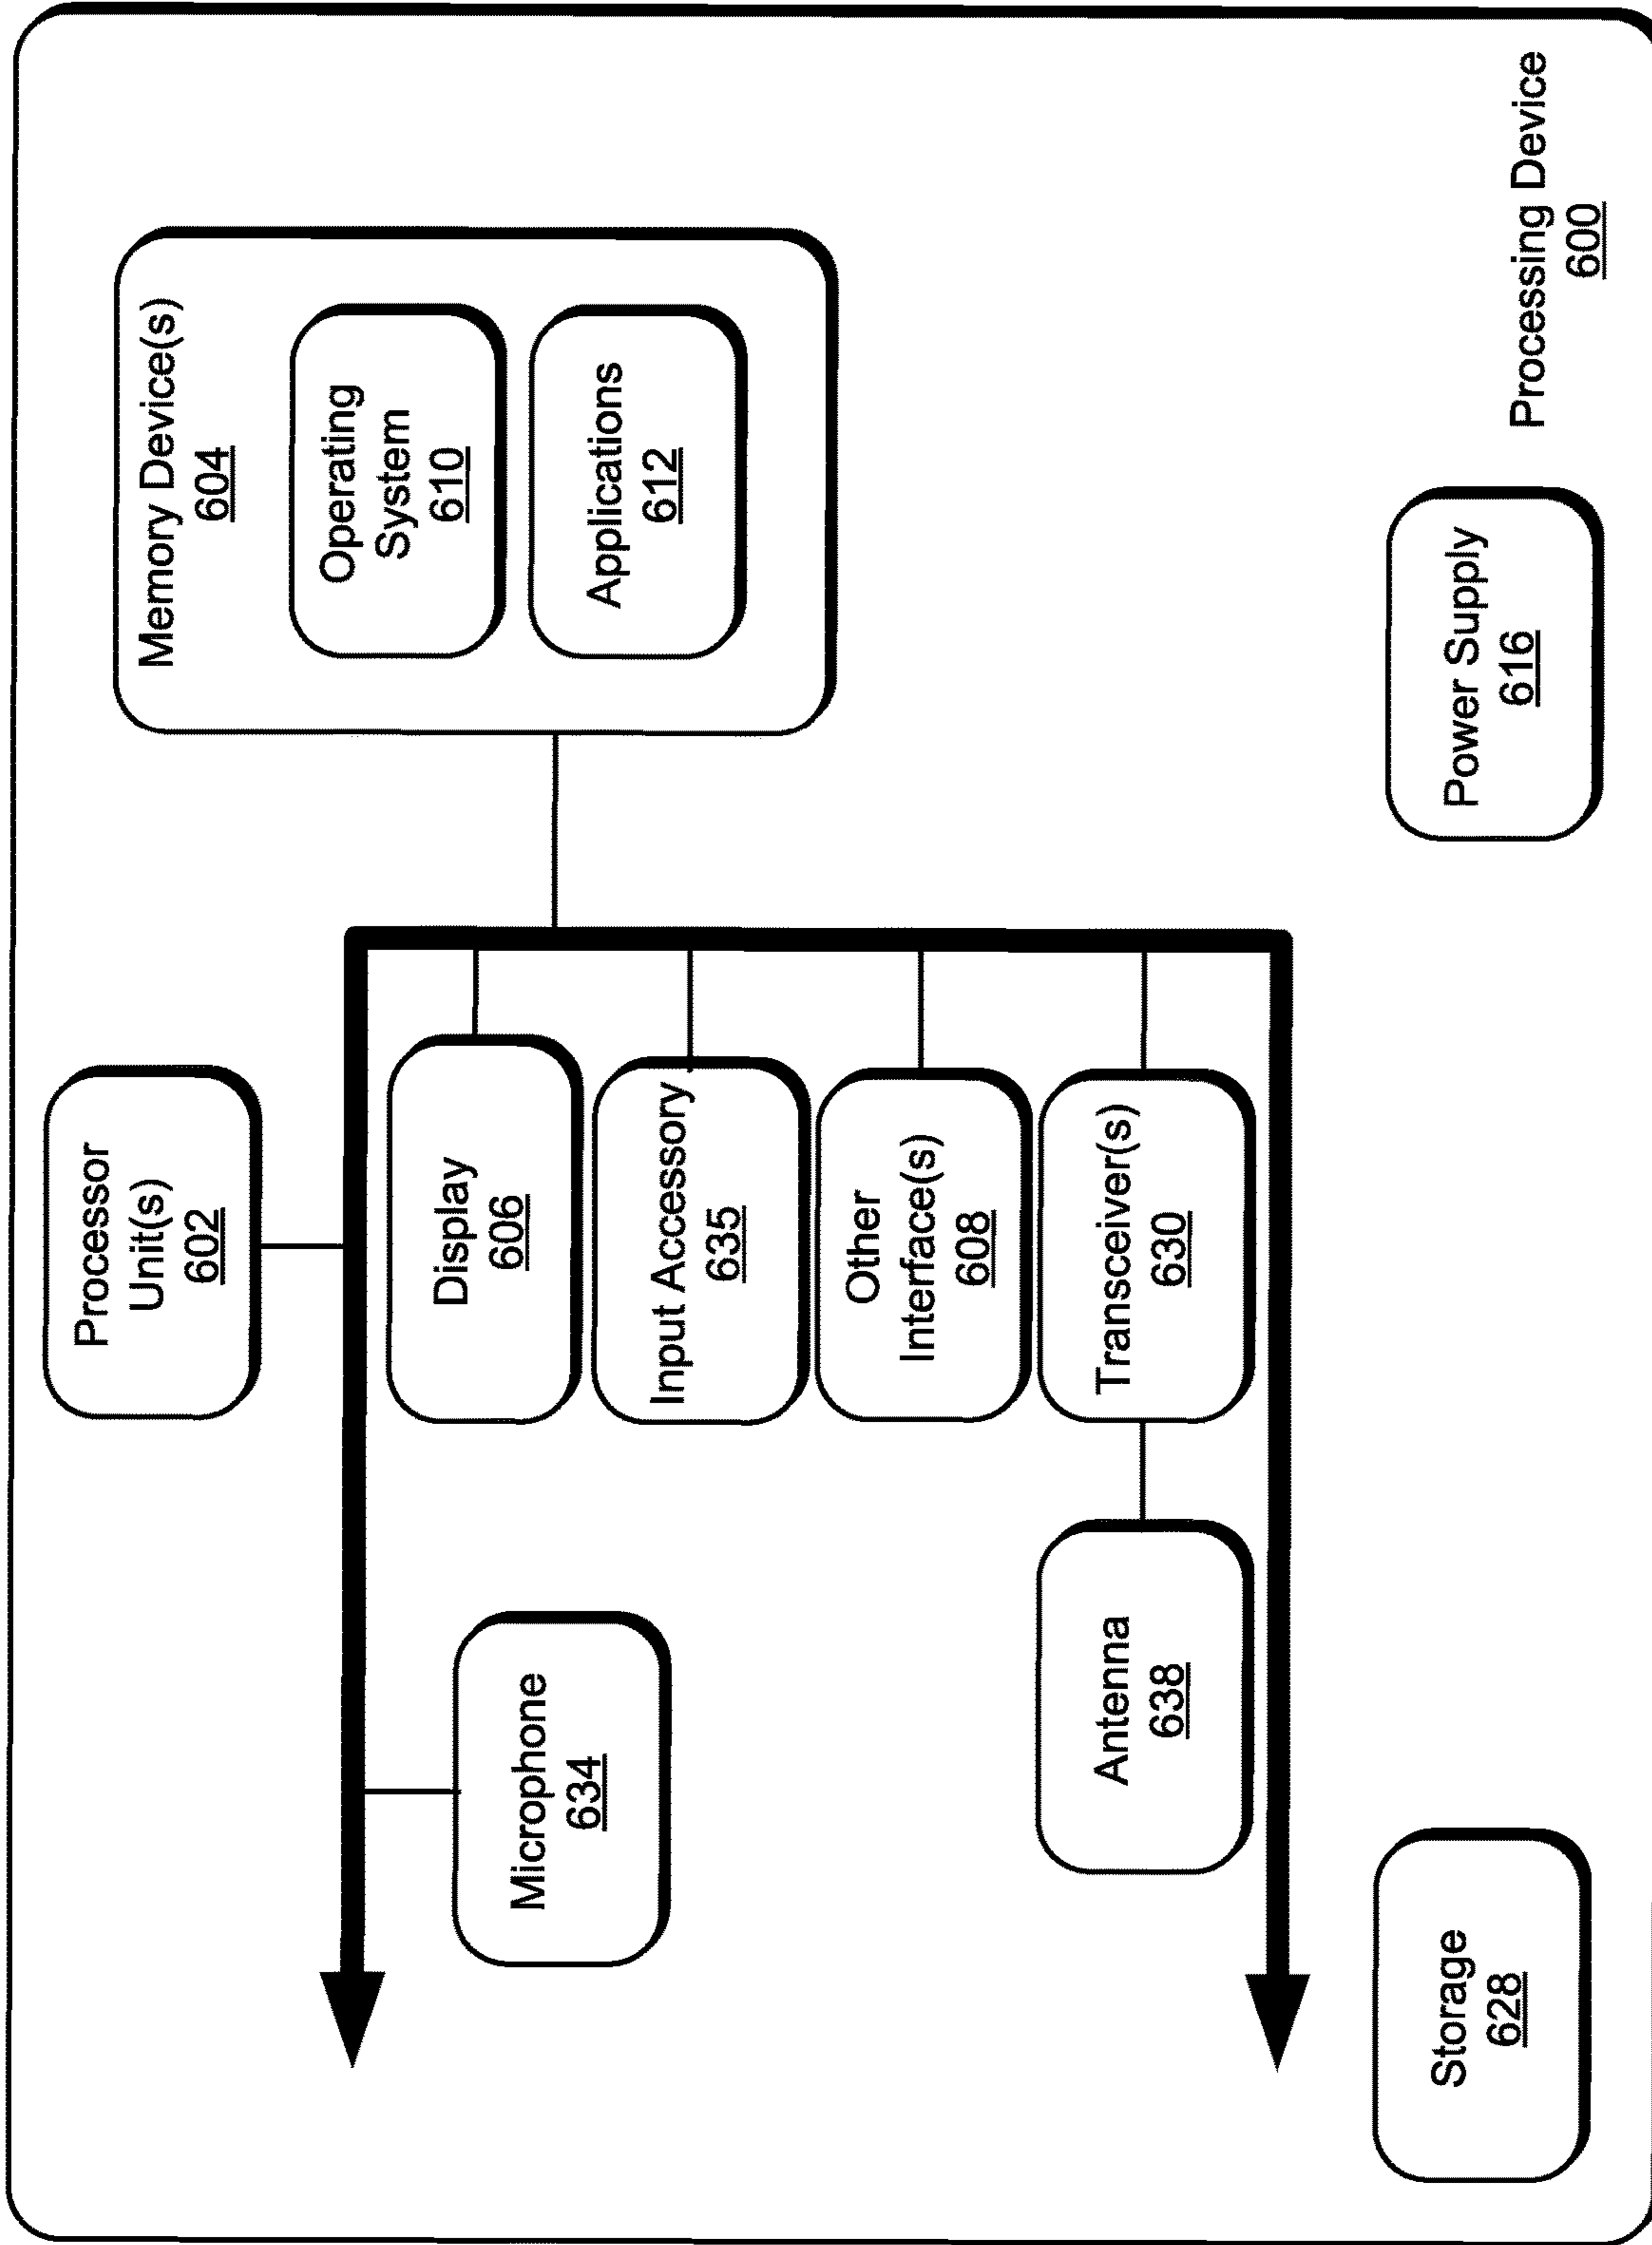 Memory Device(s)
604
Operating
System
610
Applications
612
Processor
Unit(s)
602
Display
606
Input Accessory
635
Other
Interface(s)
608
Transceiver(s)
630
Microphone
634
Antenna
638
Storage
628
Power Supply
616
Processing Device
600